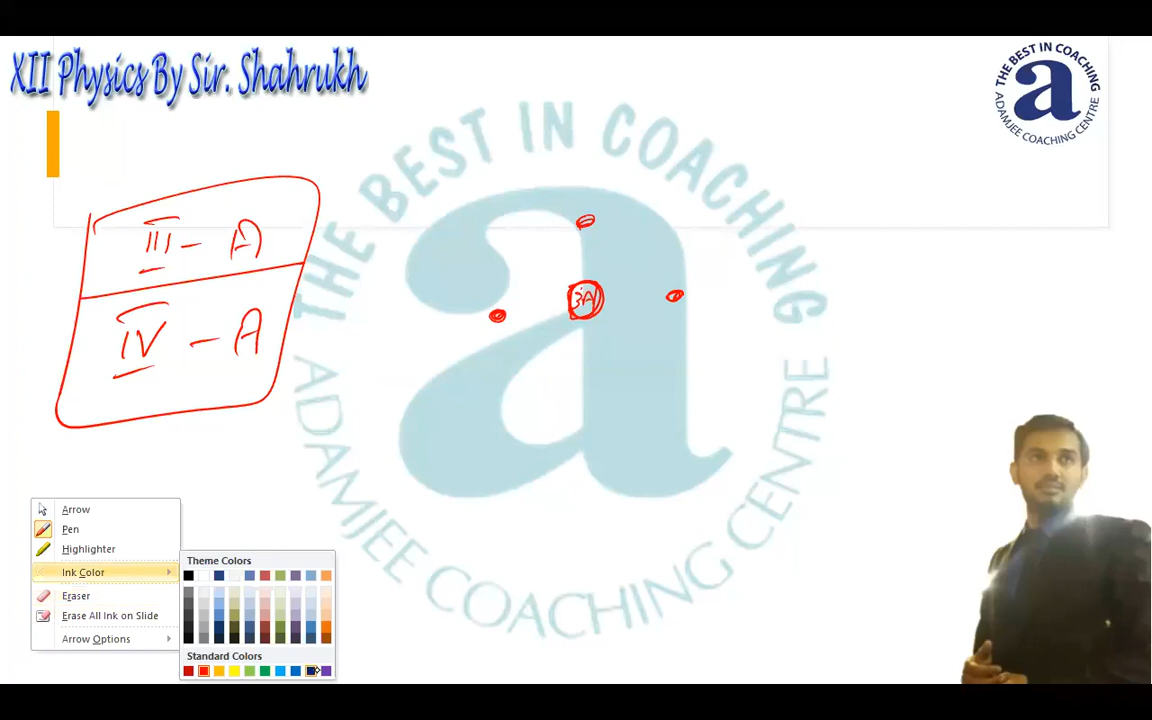 XII Physics By Sir. Shahrukh
THE BEST IN COACHING
a
ADAMJEE COACHING CENTRE
THE BEST IN COACHING
a
ADAMJEE COACHING CENTRE
III - A
IV - A
3A
Arrow
Pen
Highlighter
Ink Color
Eraser
Erase All Ink on Slide
Arrow Options
Theme Colors
Standard Colors